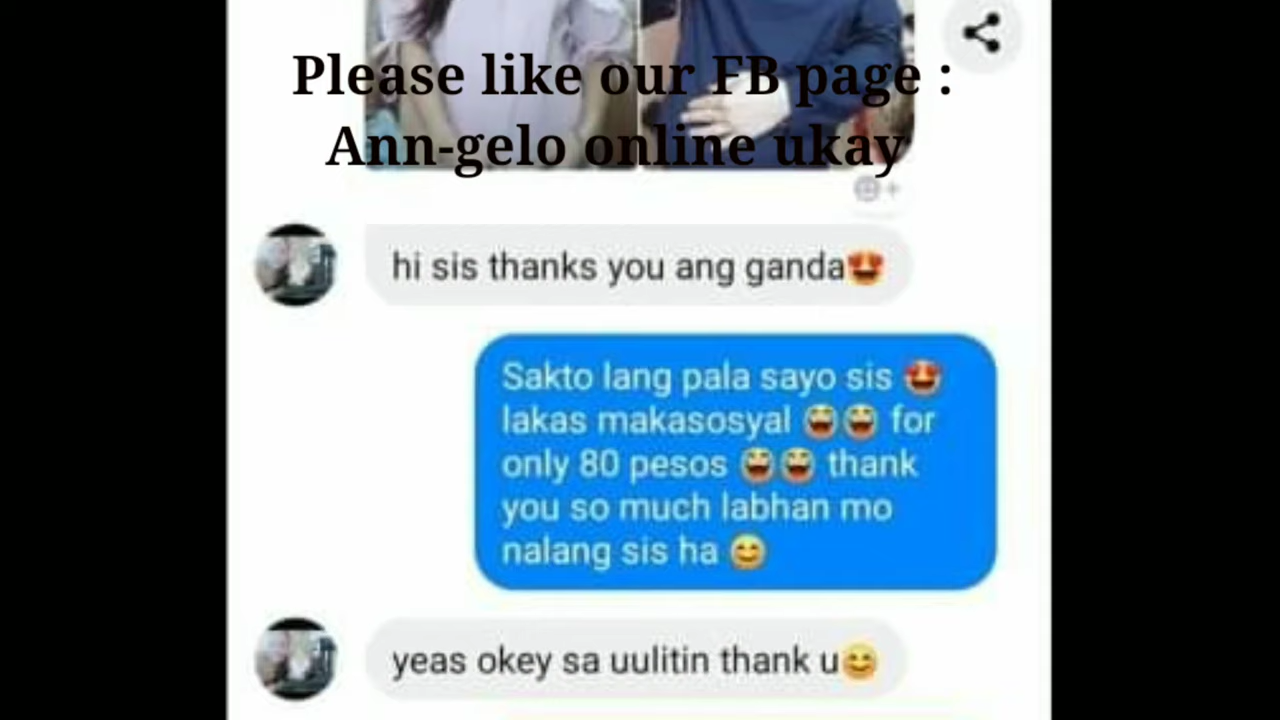 Please like our FB page :
Ann-gelo online ukay
hi sis thanks you ang ganda😍
Sakto lang pala sayo sis 🤩
lakas makasosyal 😆😆 for
only 80 pesos 😆😆 thank
you so much labhan mo
nalang sis ha 😊
yeas okey sa uulitin thank u😊